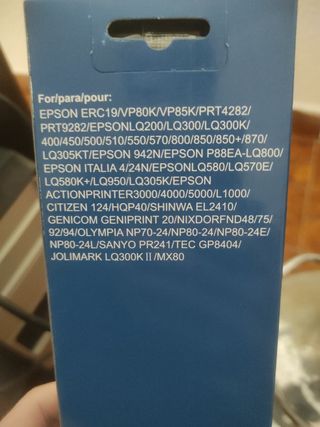 For/para/pour:
EPSON ERC19/VP80K/VP85K/PRT4282/
PRT9282/EPSONLQ200/LQ300/LQ300K/
400/450/500/510/550/570/800/850/850+/870/
LQ305KT/EPSON 942N/EPSON P88EA-LQ800/
EPSON ITALIA 4/24N/EPSONLQ580/LQ570E/
LQ580K+/LQ950/LQ305K/EPSON
ACTIONPRINTER3000/4000/5000/L1000/
CITIZEN 124/HQP40/SHINWA EL2410/
GENICOM GENIPRINT 20/NIXDORFND48/75/
92/94/OLYMPIA NP70-24/NP80-24/NP80-24E/
NP80-24L/SANYO PR241/TEC GP8404/
JOLIMARK LQ300KⅡ/MX80